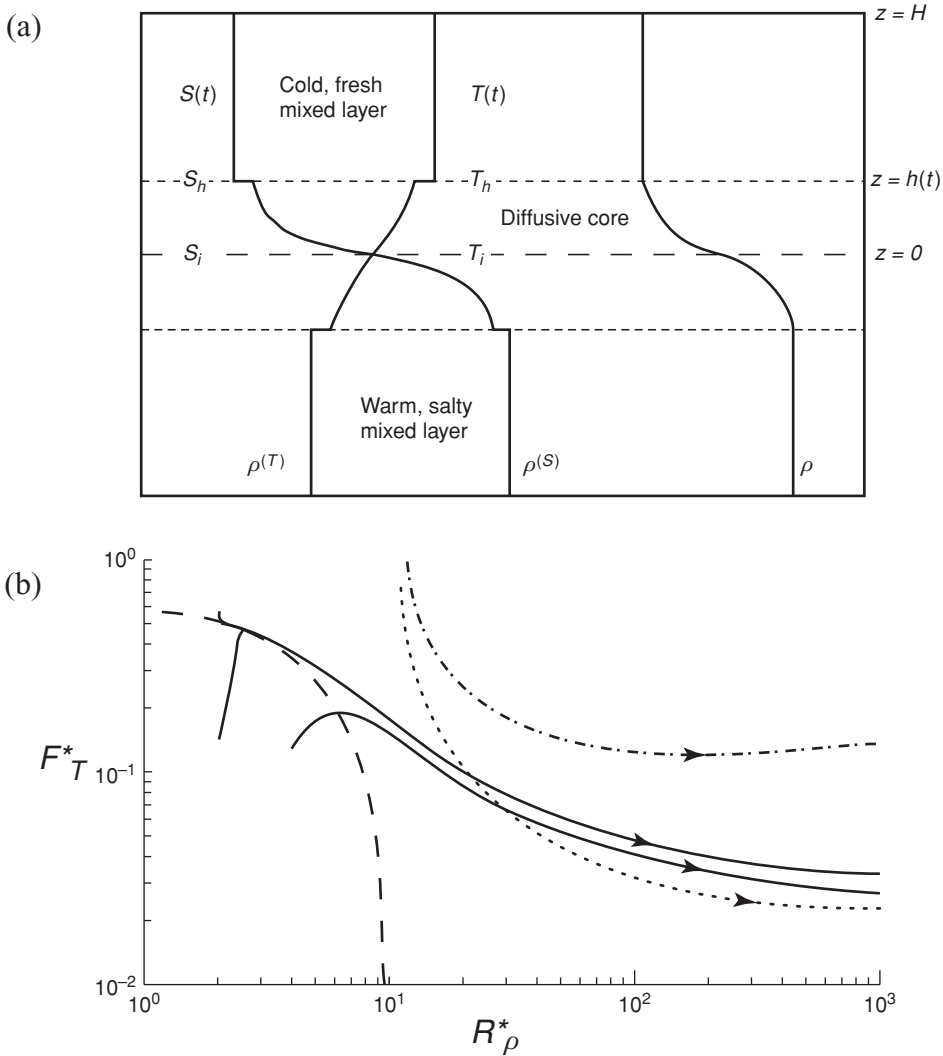 (a)
z = H
S(t)
Cold, fresh
mixed layer
T(t)
S_h
T_h
z = h(t)
Diffusive core
S_i
T_i
z = 0
Warm, salty
mixed layer
ρ^(T)
ρ^(S)
ρ
(b)
10^0
F*_T
10^−1
10^−2
10^0
10^1
10^2
10^3
R*_ρ